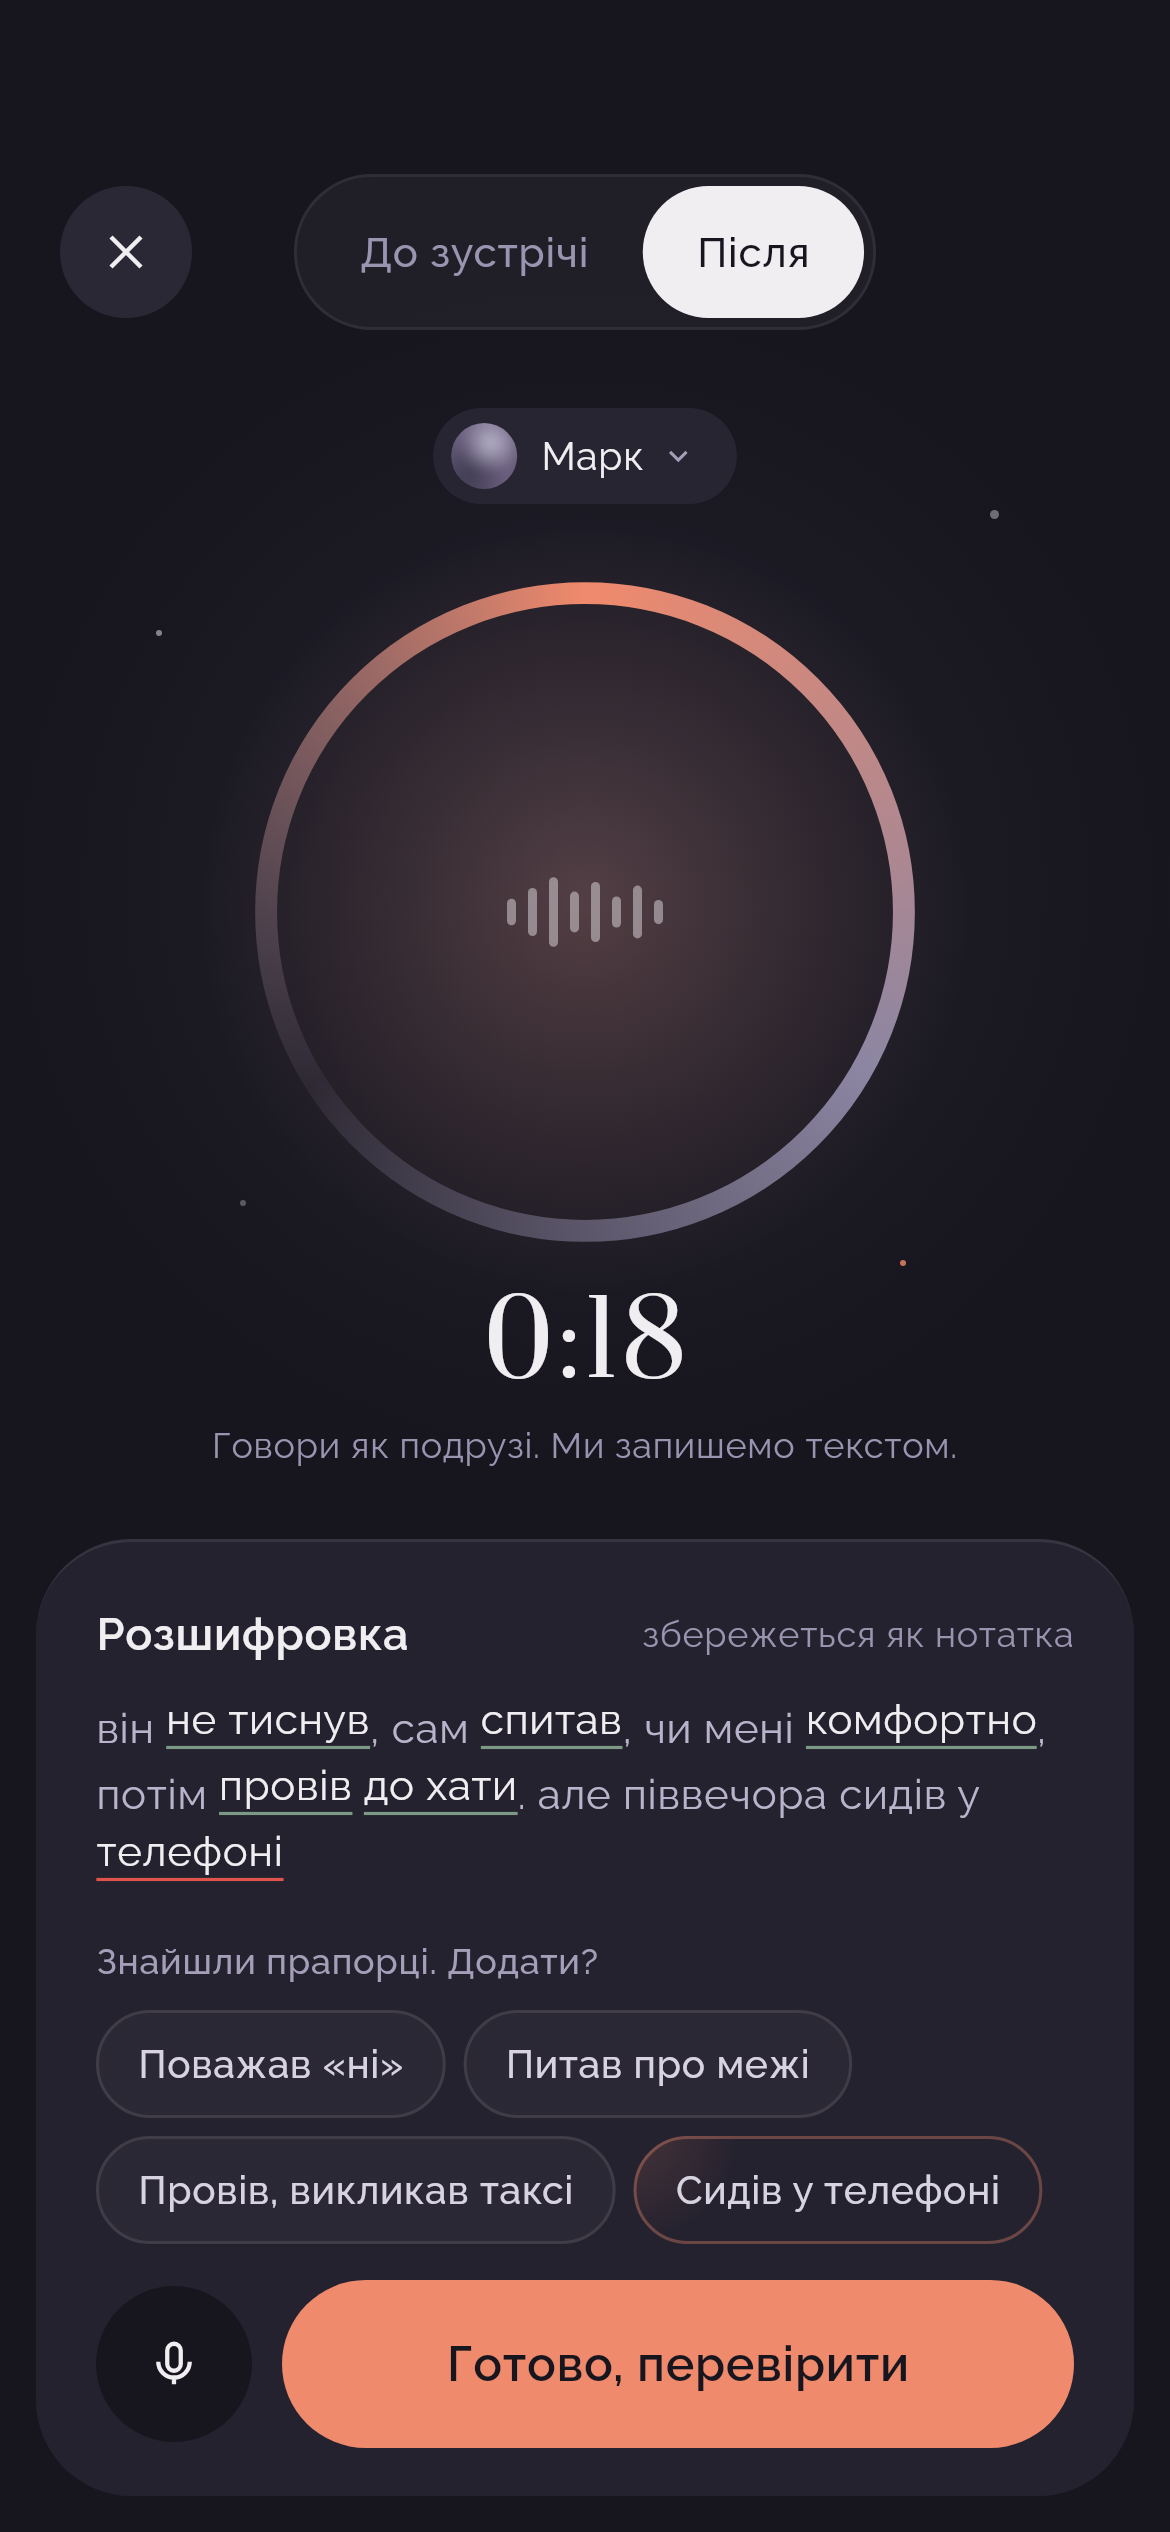 До зустрічі Після
Марк
0:18
Говори як подрузі. Ми запишемо текстом.
Розшифровка збережеться як нотатка
він не тиснув, сам спитав, чи мені комфортно,
потім провів до хати. але піввечора сидів у
телефоні
Знайшли прапорці. Додати?
Поважав «ні» Питав про межі
Провів, викликав таксі Сидів у телефоні
Готово, перевірити